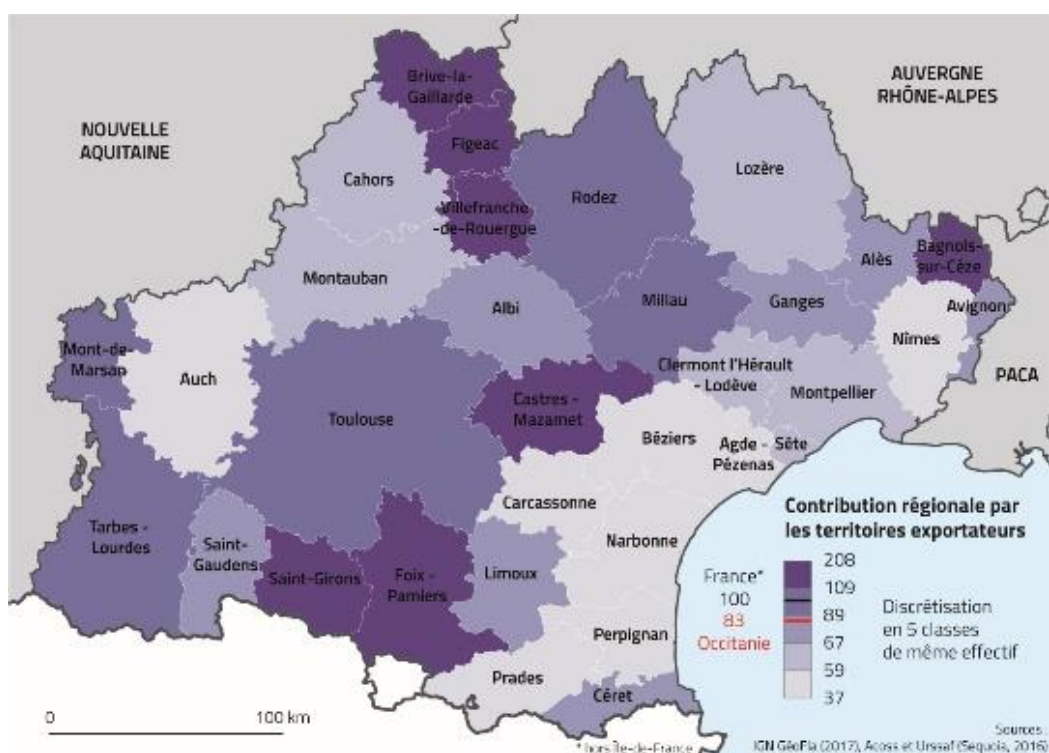 Brive-la-
Gaillarde
AUVERGNE
RHÔNE-ALPES
NOUVELLE
AQUITAINE
Figeac
Cahors
Lozère
Rodez
Villefranche
-de-Rouergue
Bagnols-
sur-Cèze
Alès
Montauban
Albi
Millau
Ganges
Avignon
Nîmes
Mont-de-
Marsan
Auch
Clermont l'Hérault
- Lodève
PACA
Montpellier
Toulouse
Castres -
Mazamet
Béziers
Agde -
Pézenas
Sète
Carcassonne
Contribution régionale par
les territoires exportateurs
Tarbes -
Lourdes
Saint-
Gaudens
Saint-Girons
Foix -
Pamiers
Limoux
Narbonne
208
109
89
67
59
37
France*
100
83
Occitanie
Discrétisation
en 5 classes
de même effectif
Perpignan
Prades
Céret
0 100 km
* hors Île-de-France
Sources :
IGN GéoFla (2017), Acoss et Urssaf (Sequoia, 2016)